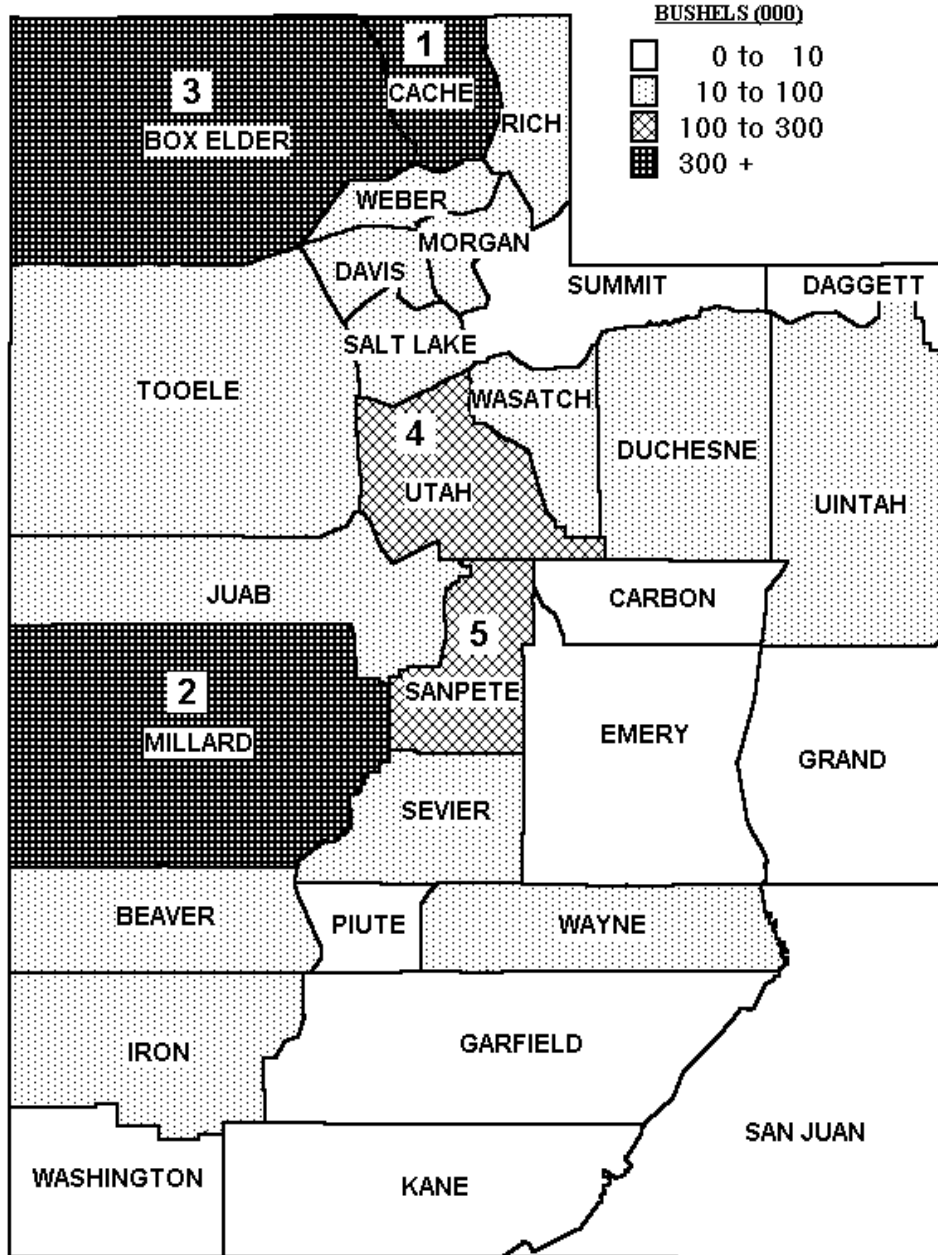 BUSHELS (000)
0 to 10
10 to 100
100 to 300
300 +
1
CACHE
3
BOX ELDER
RICH
WEBER
MORGAN
DAVIS
SUMMIT
DAGGETT
SALT LAKE
TOOELE
WASATCH
4
UTAH
DUCHESNE
UINTAH
JUAB
CARBON
5
SANPETE
2
MILLARD
EMERY
GRAND
SEVIER
BEAVER
PIUTE
WAYNE
IRON
GARFIELD
SAN JUAN
WASHINGTON
KANE